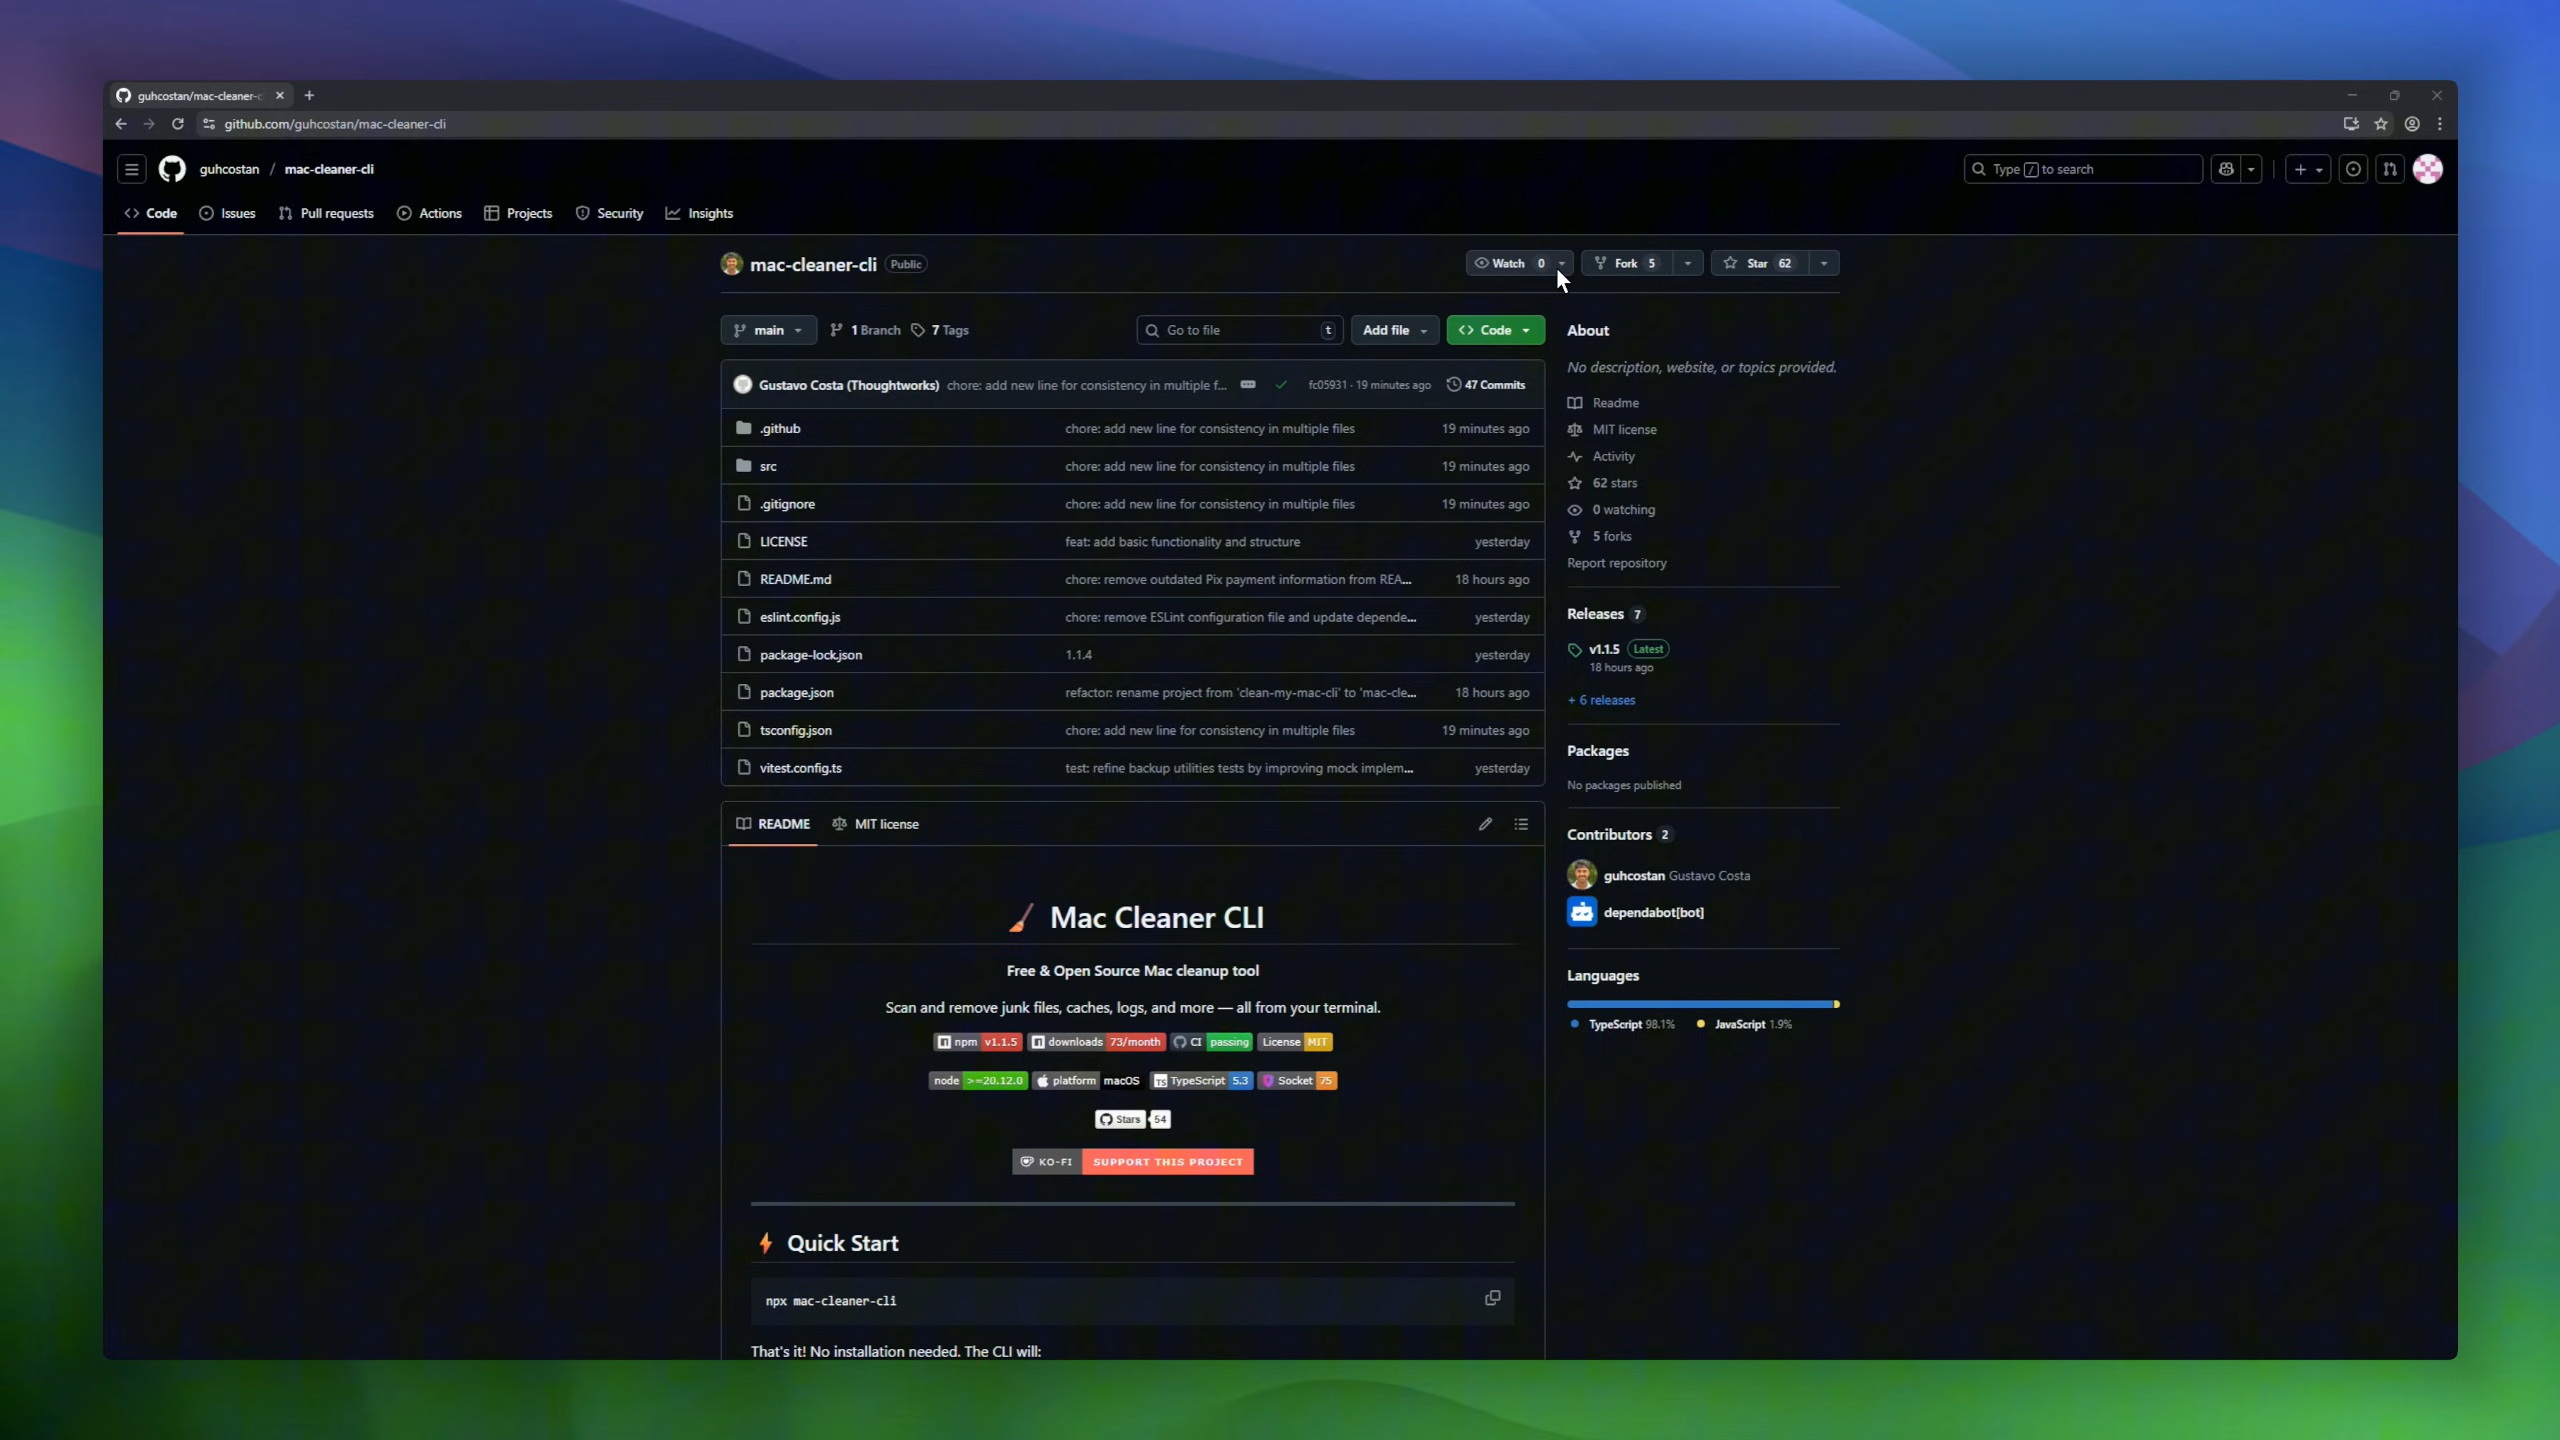 guhcostan/mac-cleaner-c
github.com/guhcostan/mac-cleaner-cli
guhcostan / mac-cleaner-cli
Type / to search
Code Issues Pull requests Actions Projects Security Insights
mac-cleaner-cli Public
Watch 0 Fork 5 Star 62
main 1 Branch 7 Tags
Go to file t Add file Code
Gustavo Costa (Thoughtworks) chore: add new line for consistency in multiple f... fc05931 · 19 minutes ago 47 Commits
.github chore: add new line for consistency in multiple files 19 minutes ago
src chore: add new line for consistency in multiple files 19 minutes ago
.gitignore chore: add new line for consistency in multiple files 19 minutes ago
LICENSE feat: add basic functionality and structure yesterday
README.md chore: remove outdated Pix payment information from REA... 18 hours ago
eslint.config.js chore: remove ESLint configuration file and update depende... yesterday
package-lock.json 1.1.4 yesterday
package.json refactor: rename project from 'clean-my-mac-cli' to 'mac-cle... 18 hours ago
tsconfig.json chore: add new line for consistency in multiple files 19 minutes ago
vitest.config.ts test: refine backup utilities tests by improving mock implem... yesterday
README MIT license
Mac Cleaner CLI
Free & Open Source Mac cleanup tool
Scan and remove junk files, caches, logs, and more — all from your terminal.
npm v1.1.5 downloads 73/month CI passing License MIT
node >=20.12.0 platform macOS TS TypeScript 5.3 Socket 75
Stars 54
KO-FI SUPPORT THIS PROJECT
Quick Start
npx mac-cleaner-cli
That's it! No installation needed. The CLI will:
About
No description, website, or topics provided.
Readme
MIT license
Activity
62 stars
0 watching
5 forks
Report repository
Releases 7
v1.1.5 Latest
18 hours ago
+ 6 releases
Packages
No packages published
Contributors 2
guhcostan Gustavo Costa
dependabot[bot]
Languages
TypeScript 98.1% JavaScript 1.9%